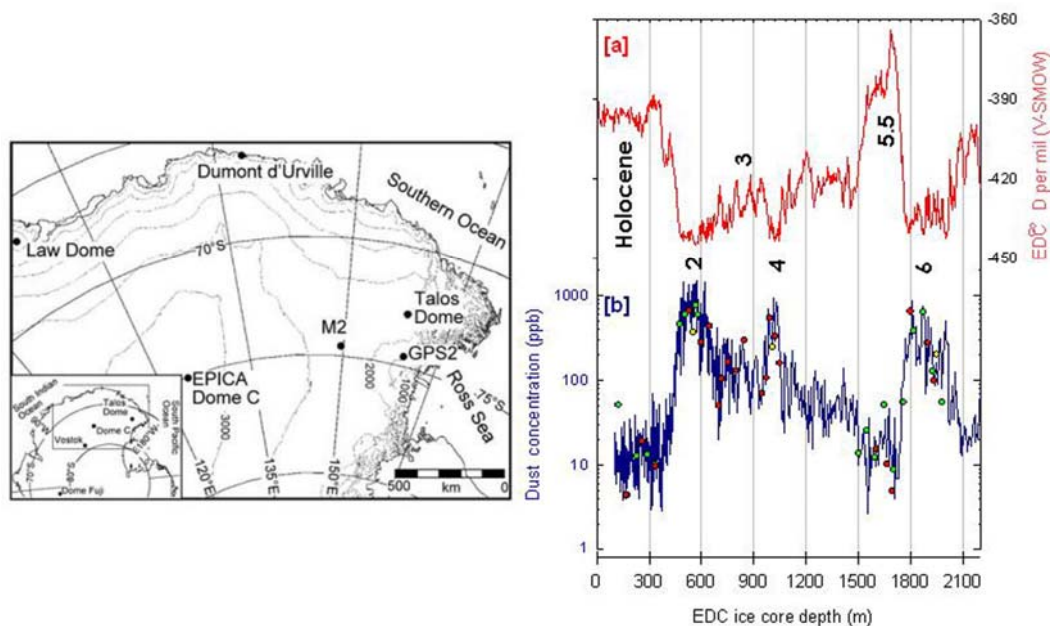 Dumont d'Urville
Southern Ocean
Law Dome
70°S
Talos
Dome
M2
GPS2
EPICA
Dome C
2000
1000
3000
75°S
Ross Sea
120°E
135°E
150°E
500 km 0
South Indian
Ocean
South Pacific
Ocean
Talos
Dome
Dome C
Vostok
Dome Fuji
[a]
-360
-390
-420
-450
EDC D per mil (V-SMOW)
Holocene
3
5.5
2
4
6
[b]
1000
100
10
1
Dust concentration (ppb)
0 300 600 900 1200 1500 1800 2100
EDC ice core depth (m)